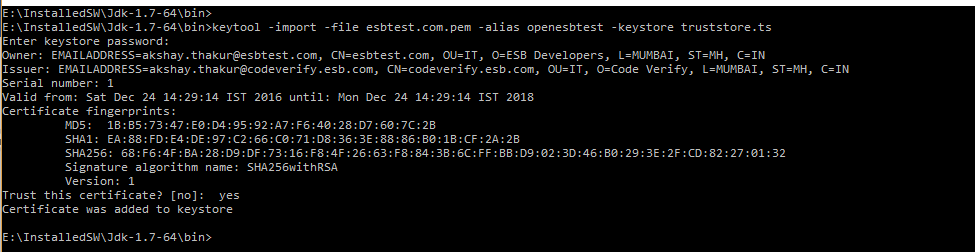 E:\InstalledSW\Jdk-1.7-64\bin>
E:\InstalledSW\Jdk-1.7-64\bin>keytool -import -file esbtest.com.pem -alias openesbtest -keystore truststore.ts
Enter keystore password:
Owner: EMAILADDRESS=akshay.thakur@esbtest.com, CN=esbtest.com, OU=IT, O=ESB Developers, L=MUMBAI, ST=MH, C=IN
Issuer: EMAILADDRESS=akshay.thakur@codeverify.esb.com, CN=codeverify.esb.com, OU=IT, O=Code Verify, L=MUMBAI, ST=MH, C=IN
Serial number: 1
Valid from: Sat Dec 24 14:29:14 IST 2016 until: Mon Dec 24 14:29:14 IST 2018
Certificate fingerprints:
MD5:  1B:B5:73:47:E0:D4:95:92:A7:F6:40:28:D7:60:7C:2B
SHA1: EA:88:FD:E4:DE:97:C2:66:C0:71:D8:36:3E:88:86:B0:1B:CF:2A:2B
SHA256: 68:F6:4F:BA:28:D9:DF:73:16:F8:4F:26:63:F8:84:3B:6C:FF:BB:D9:02:3D:46:B0:29:3E:2F:CD:82:27:01:32
Signature algorithm name: SHA256withRSA
Version: 1
Trust this certificate? [no]:  yes
Certificate was added to keystore
E:\InstalledSW\Jdk-1.7-64\bin>